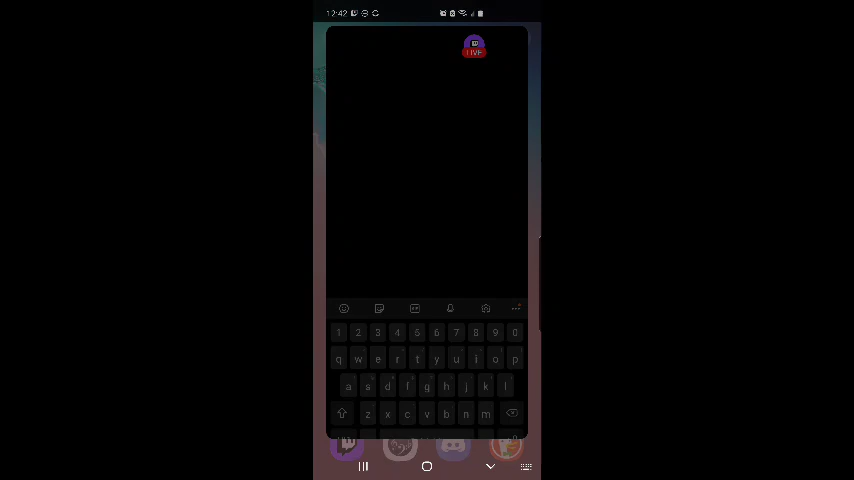 12:42
LIVE
1 2 3 4 5 6 7 8 9 0
q w e r t y u i o p
a s d f g h j k l
z x c v b n m